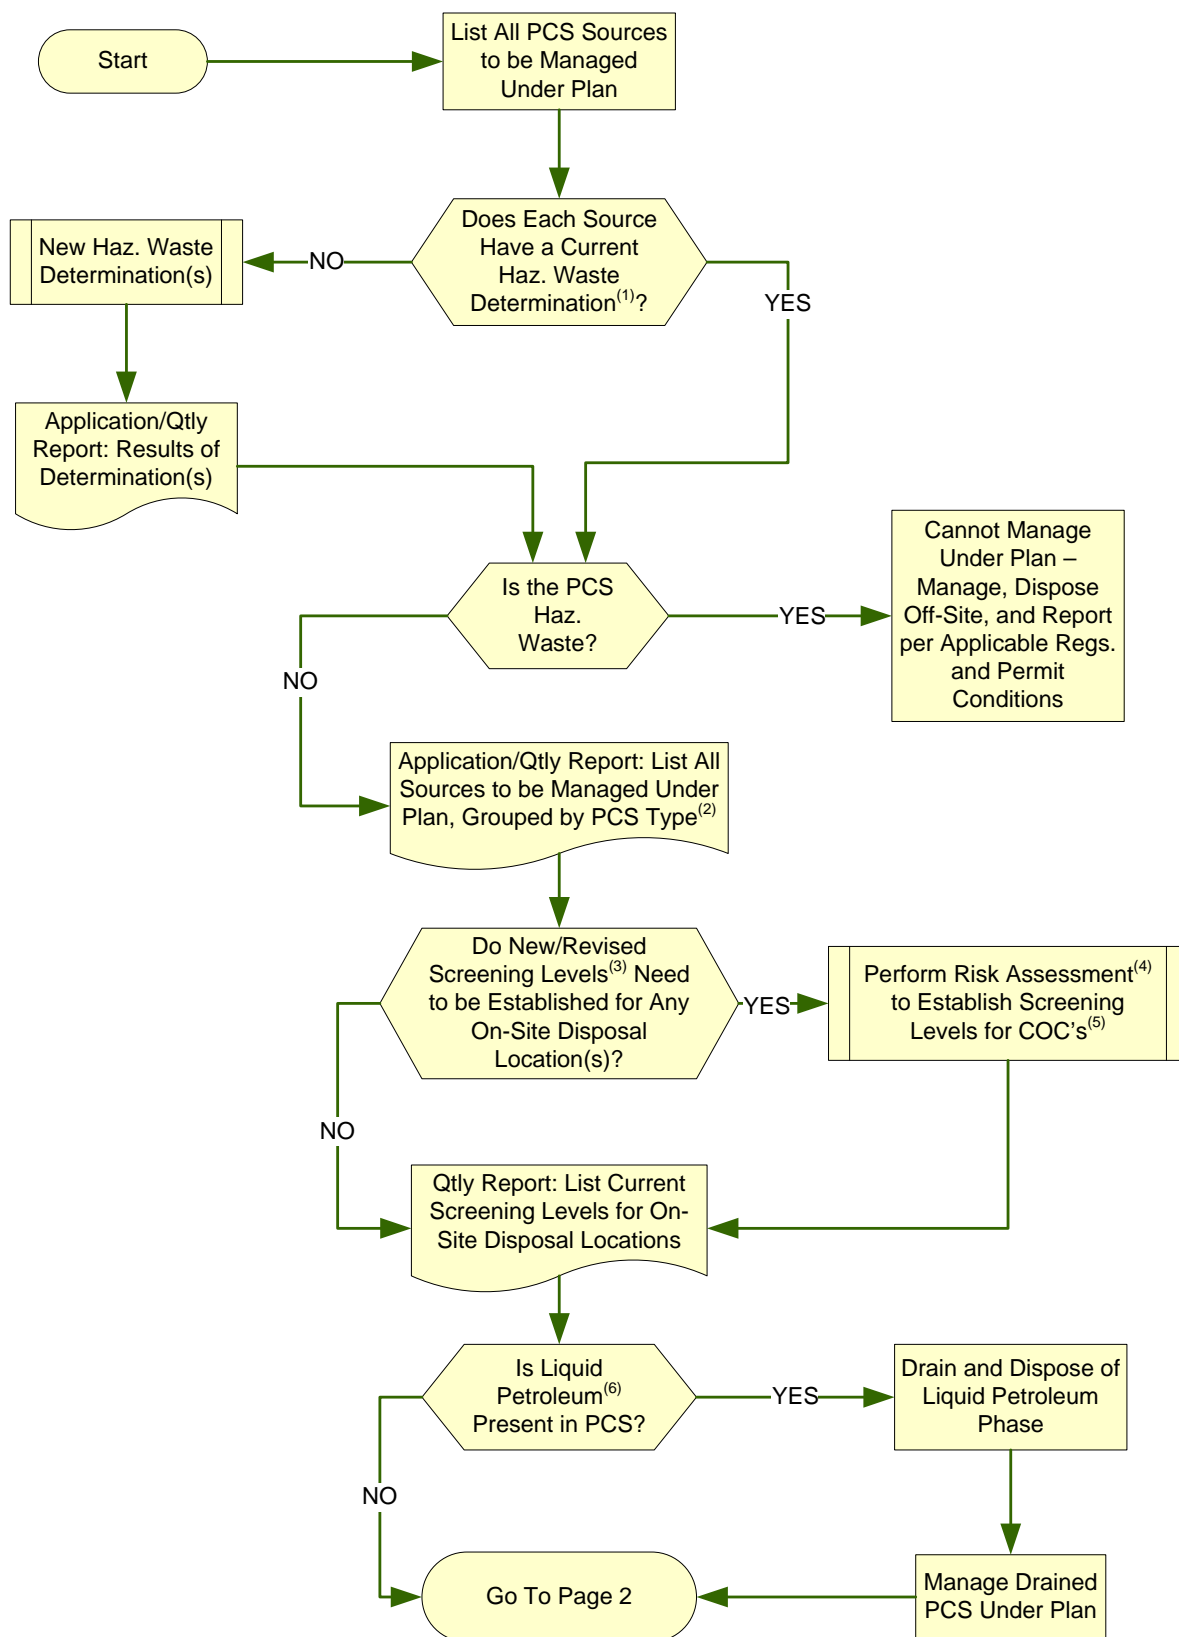 Start
List All PCS Sources
to be Managed
Under Plan
Does Each Source
Have a Current
Haz. Waste
Determination(1)?
NO
YES
New Haz. Waste
Determination(s)
Application/Qtly
Report: Results of
Determination(s)
Is the PCS
Haz.
Waste?
YES
NO
Cannot Manage
Under Plan –
Manage, Dispose
Off-Site, and Report
per Applicable Regs.
and Permit
Conditions
Application/Qtly Report: List All
Sources to be Managed Under
Plan, Grouped by PCS Type(2)
Do New/Revised
Screening Levels(3) Need
to be Established for Any
On-Site Disposal
Location(s)?
YES
NO
Perform Risk Assessment(4)
to Establish Screening
Levels for COC's(5)
Qtly Report: List Current
Screening Levels for On-
Site Disposal Locations
Is Liquid
Petroleum(6)
Present in PCS?
YES
NO
Drain and Dispose of
Liquid Petroleum
Phase
Manage Drained
PCS Under Plan
Go To Page 2